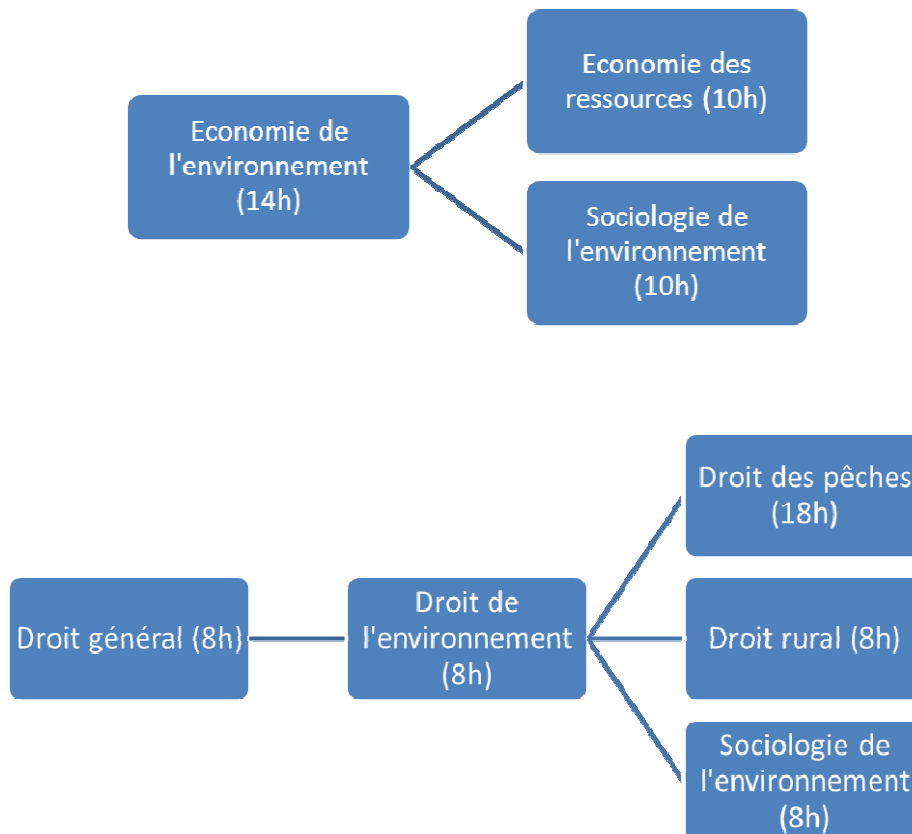 Economie de
l'environnement
(14h)
Economie des
ressources (10h)
Sociologie de
l'environnement
(10h)
Droit général (8h)
Droit de
l'environnement
(8h)
Droit des pêches
(18h)
Droit rural (8h)
Sociologie de
l'environnement
(8h)